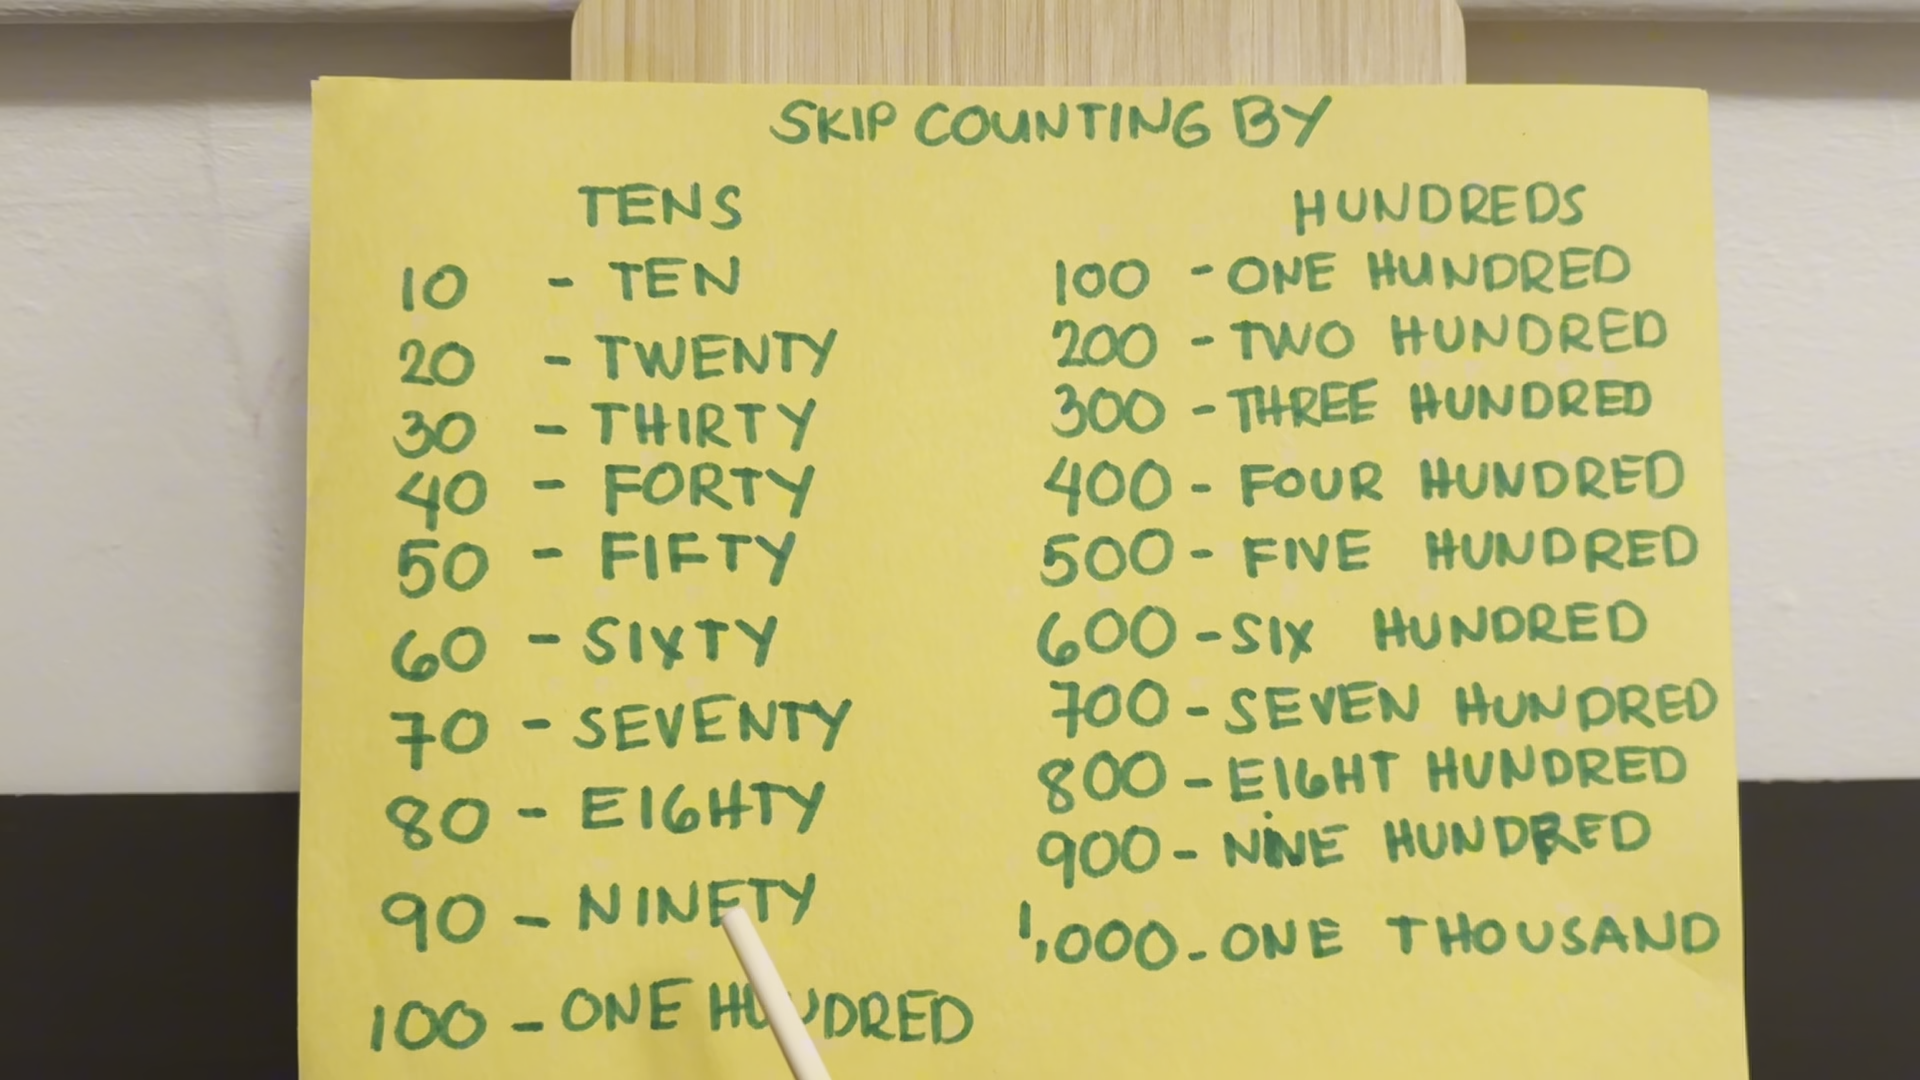 SKIP COUNTING BY
TENS
10 - TEN
20 - TWENTY
30 - THIRTY
40 - FORTY
50 - FIFTY
60 - SIXTY
70 - SEVENTY
80 - EIGHTY
90 - NINETY
100 - ONE HUNDRED
HUNDREDS
100 - ONE HUNDRED
200 - TWO HUNDRED
300 - THREE HUNDRED
400 - FOUR HUNDRED
500 - FIVE HUNDRED
600 - SIX HUNDRED
700 - SEVEN HUNDRED
800 - EIGHT HUNDRED
900 - NINE HUNDRED
1,000 - ONE THOUSAND